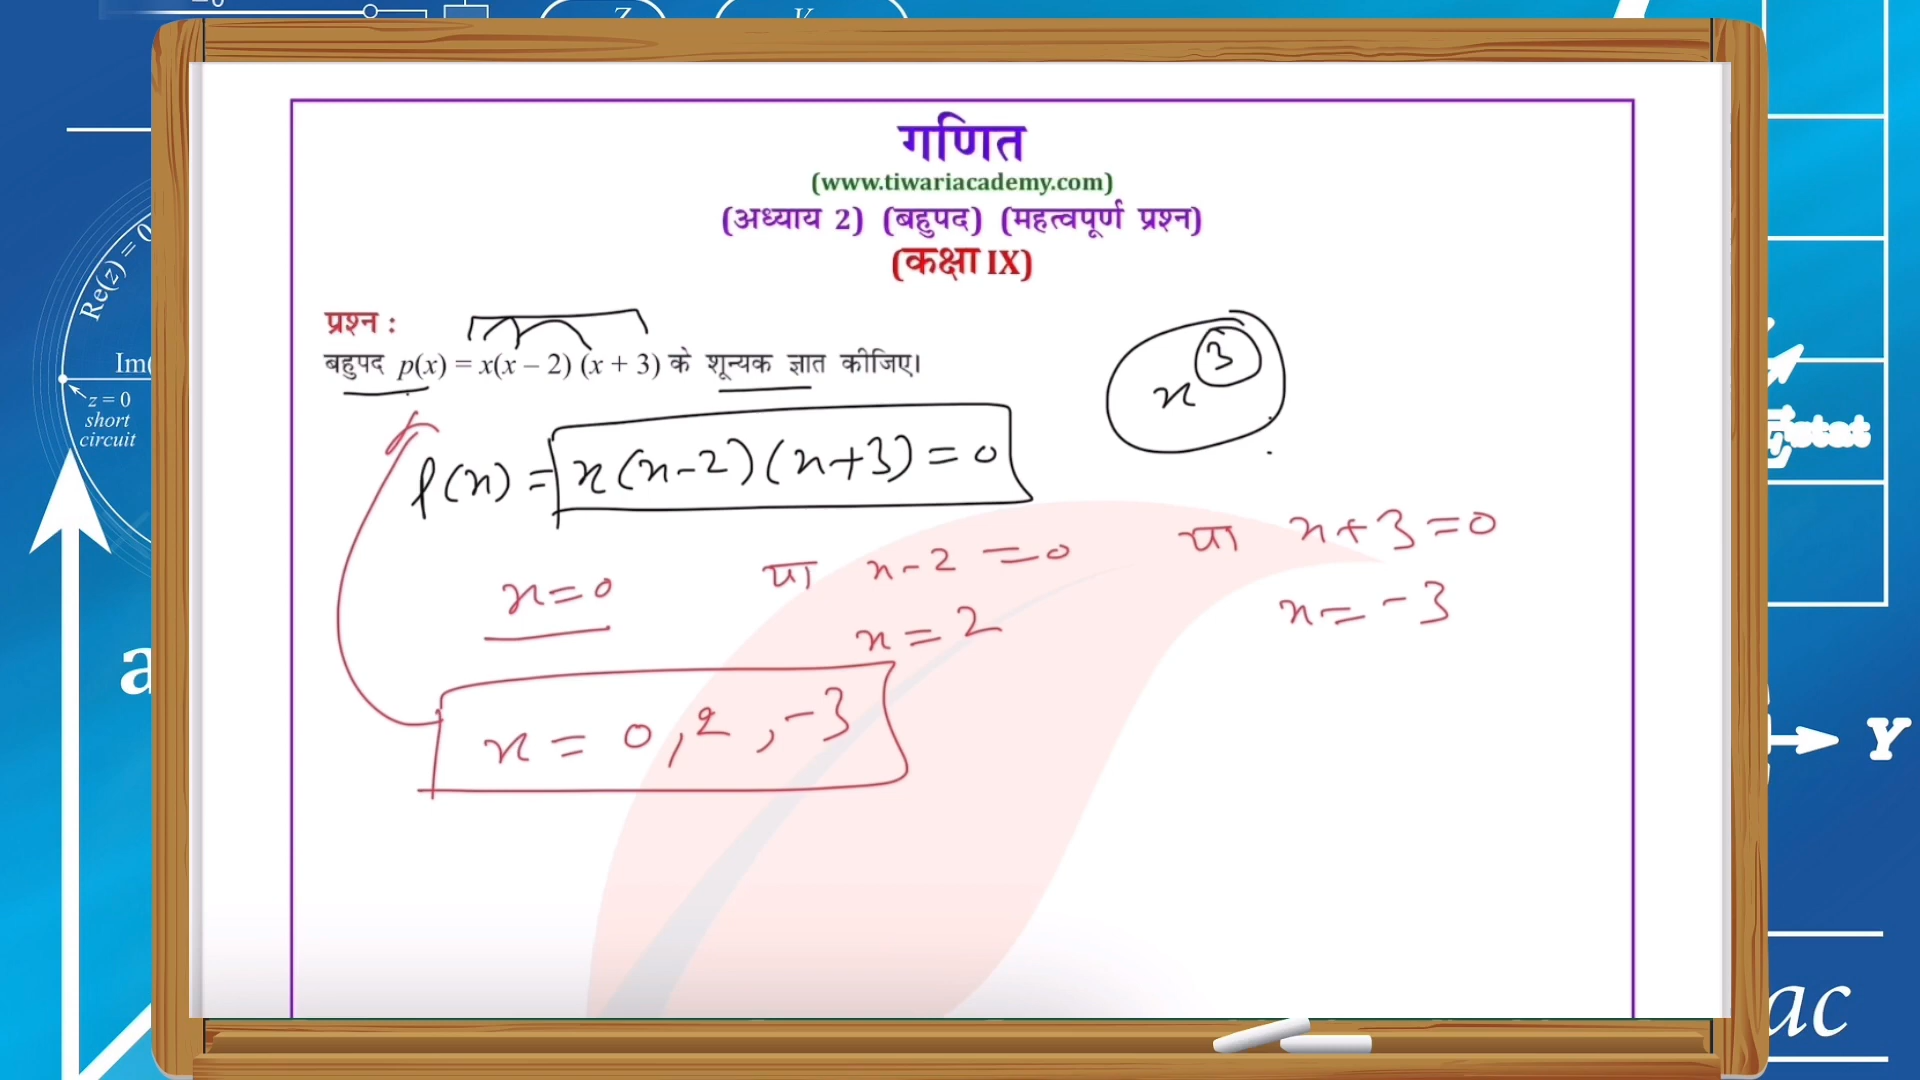 गणित
(www.tiwariacademy.com)
(अध्याय 2) (बहुपद) (महत्वपूर्ण प्रश्न)
(कक्षा IX)
प्रश्न :
बहुपद p(x) = x(x – 2) (x + 3) के शून्यक ज्ञात कीजिए।
x³
p(x) = x(x-2)(x+3) = 0
x=0 या x-2=0 या x+3=0
x=2 x=-3
x = 0, 2, -3
Re(z) = 0
Im(
z = 0
short
circuit
a
Y
ac